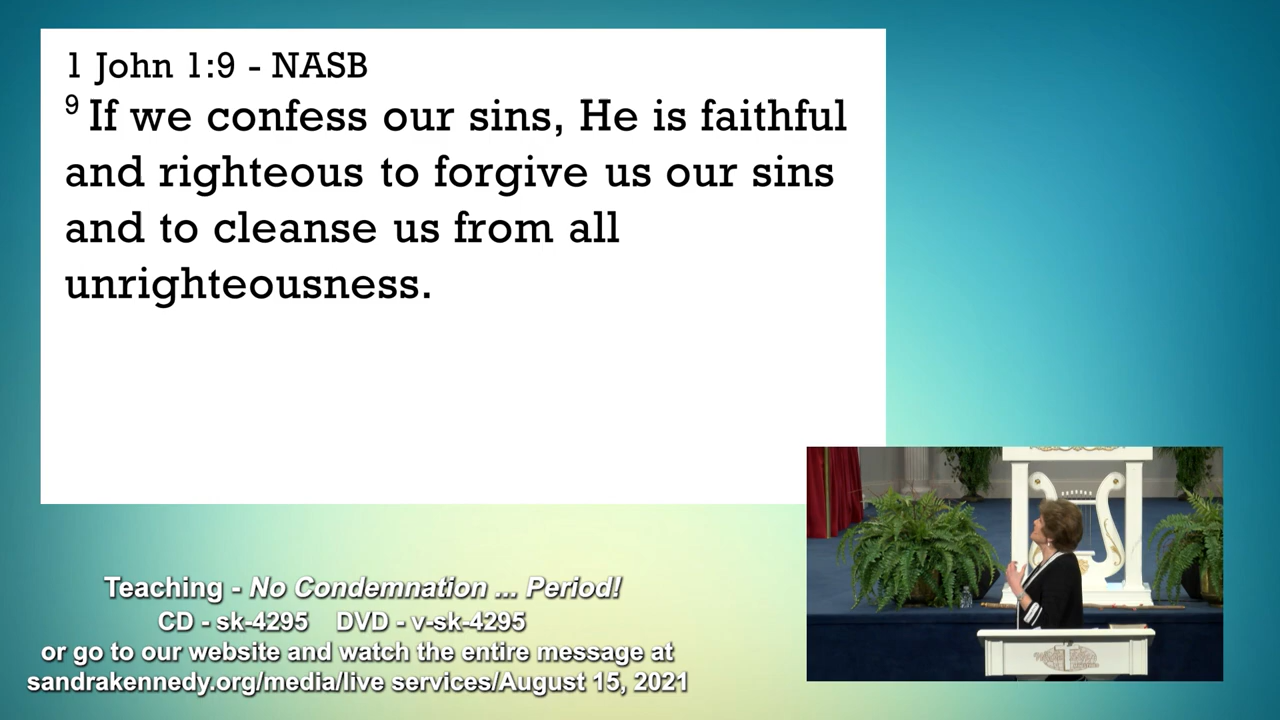 1 John 1:9 - NASB
9 If we confess our sins, He is faithful
and righteous to forgive us our sins
and to cleanse us from all
unrighteousness.
Teaching - No Condemnation ... Period!
CD - sk-4295 DVD - v-sk-4295
or go to our website and watch the entire message at
sandrakennedy.org/media/live services/August 15, 2021